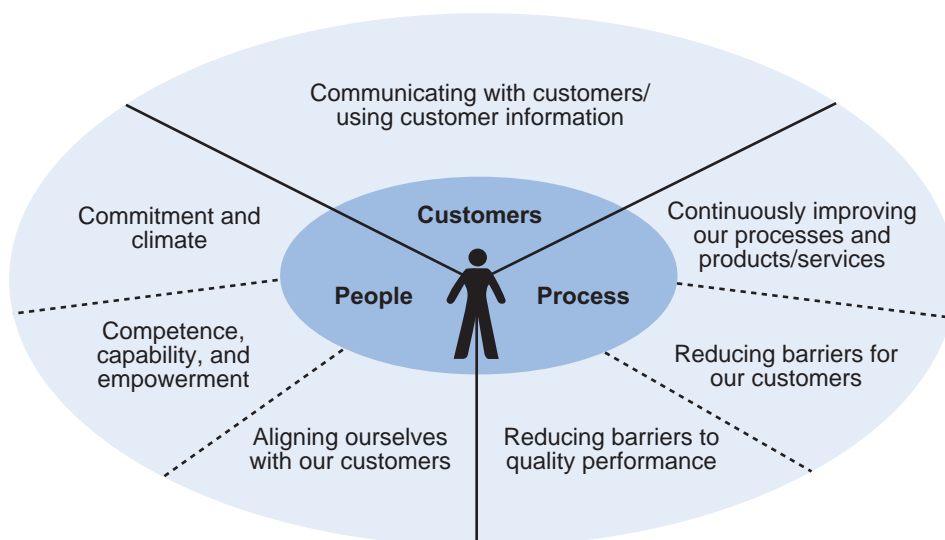 Communicating with customers/
using customer information
Customers
People
Process
Commitment and
climate
Competence,
capability, and
empowerment
Aligning ourselves
with our customers
Reducing barriers to
quality performance
Reducing barriers for
our customers
Continuously improving
our processes and
products/services